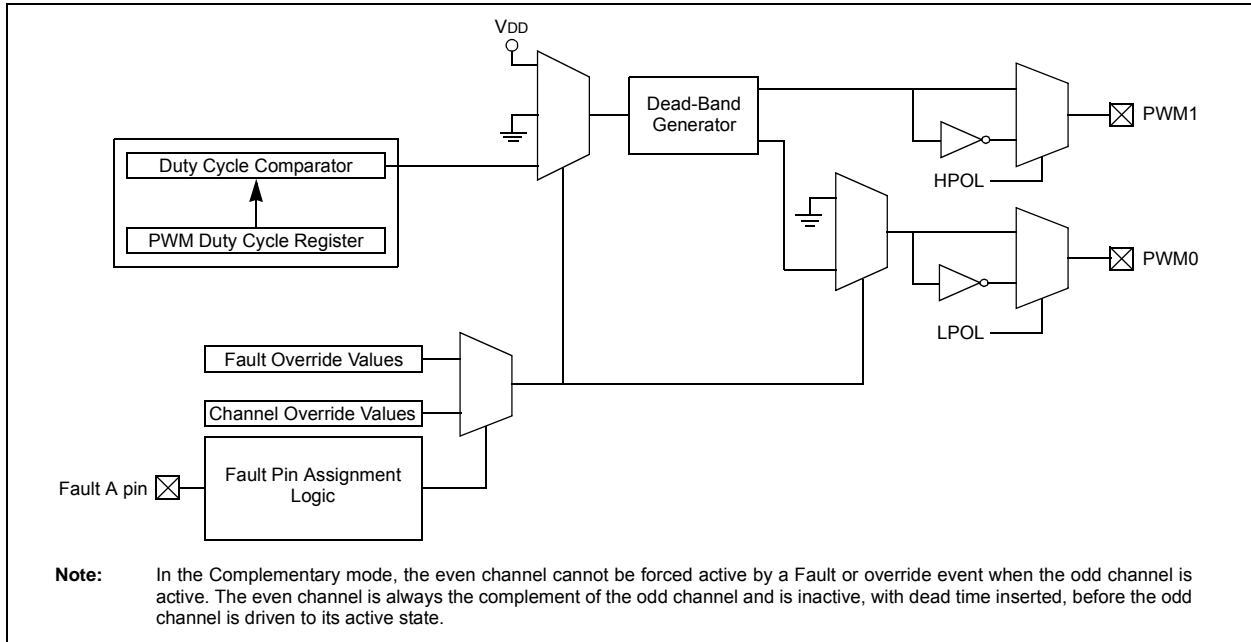 VDD
Dead-Band
Generator
PWM1
HPOL
Duty Cycle Comparator
PWM Duty Cycle Register
PWM0
LPOL
Fault Override Values
Channel Override Values
Fault A pin
Fault Pin Assignment
Logic
Note: In the Complementary mode, the even channel cannot be forced active by a Fault or override event when the odd channel is
active. The even channel is always the complement of the odd channel and is inactive, with dead time inserted, before the odd
channel is driven to its active state.